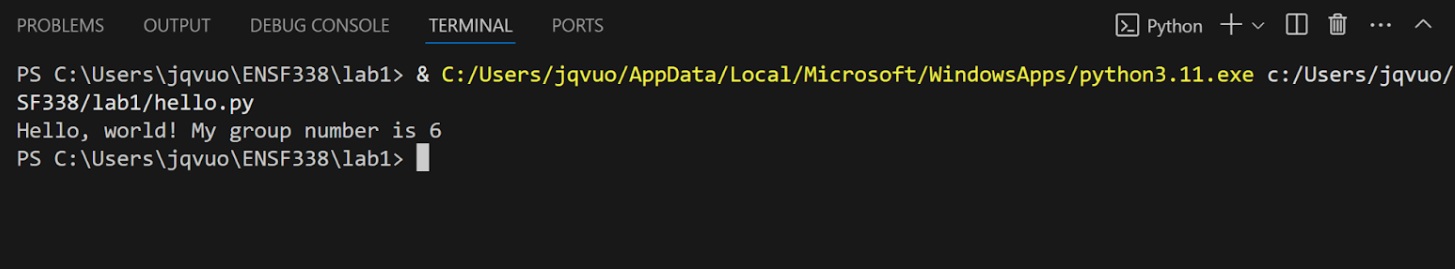 PROBLEMS OUTPUT DEBUG CONSOLE TERMINAL PORTS Python
PS C:\Users\jqvuo\ENSF338\lab1> & C:/Users/jqvuo/AppData/Local/Microsoft/WindowsApps/python3.11.exe c:/Users/jqvuo/
SF338/lab1/hello.py
Hello, world! My group number is 6
PS C:\Users\jqvuo\ENSF338\lab1>